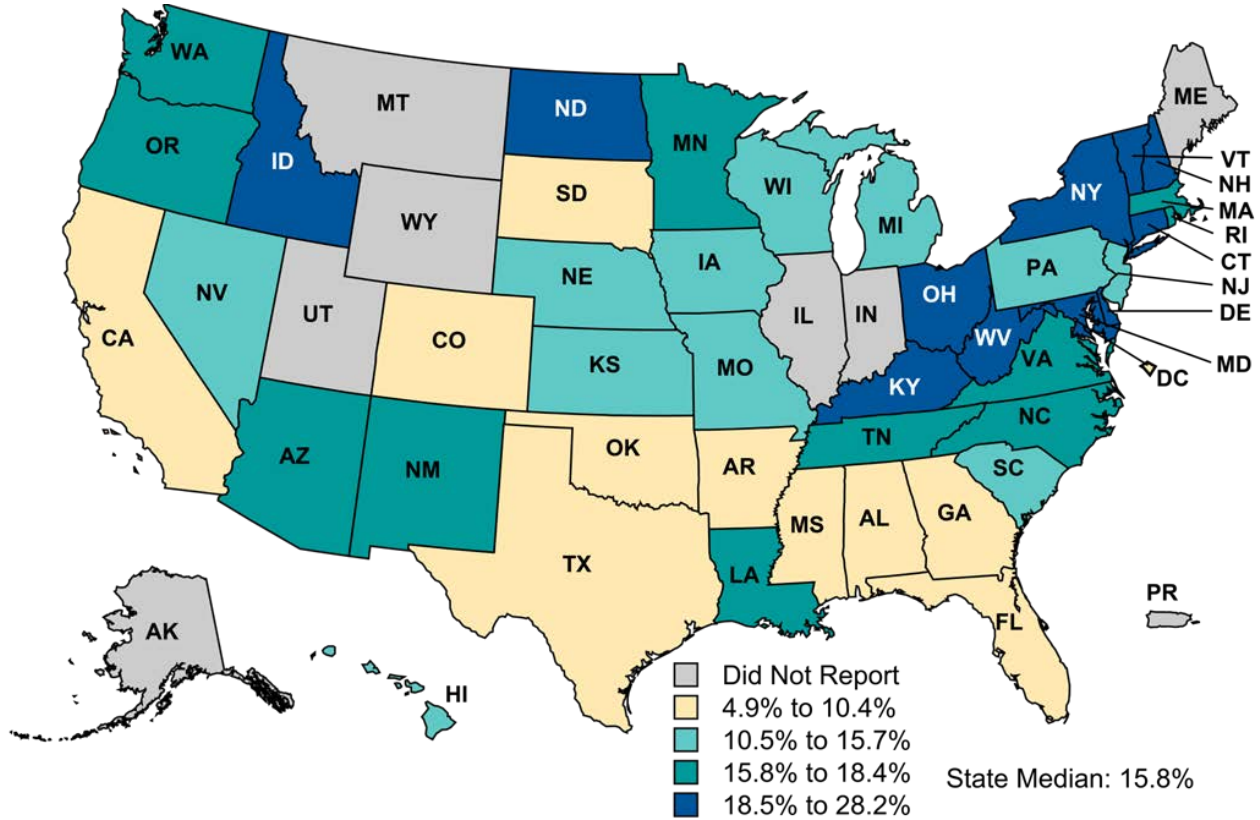 WA
MT
ND
MN
ME
OR
ID
SD
WI
VT
NH
NY
MA
RI
WY
MI
CT
IA
PA
NJ
NE
NV
OH
DE
UT
IL
IN
CA
CO
WV
VA
MD
KS
MO
KY
DC
NC
TN
AZ
NM
OK
AR
SC
MS
AL
GA
TX
LA
PR
FL
AK
HI
Did Not Report
4.9% to 10.4%
10.5% to 15.7%
15.8% to 18.4%
18.5% to 28.2%
State Median: 15.8%